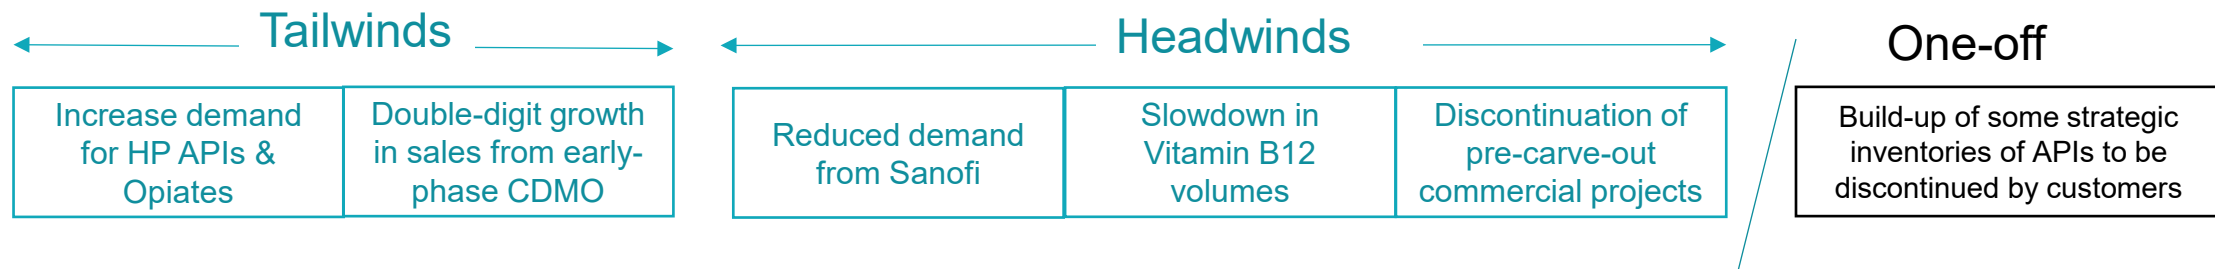 Tailwinds
Increase demand
for HP APIs &
Opiates
Double-digit growth
in sales from early-
phase CDMO
Headwinds
Reduced demand
from Sanofi
Slowdown in
Vitamin B12
volumes
Discontinuation of
pre-carve-out
commercial projects
One-off
Build-up of some strategic
inventories of APIs to be
discontinued by customers